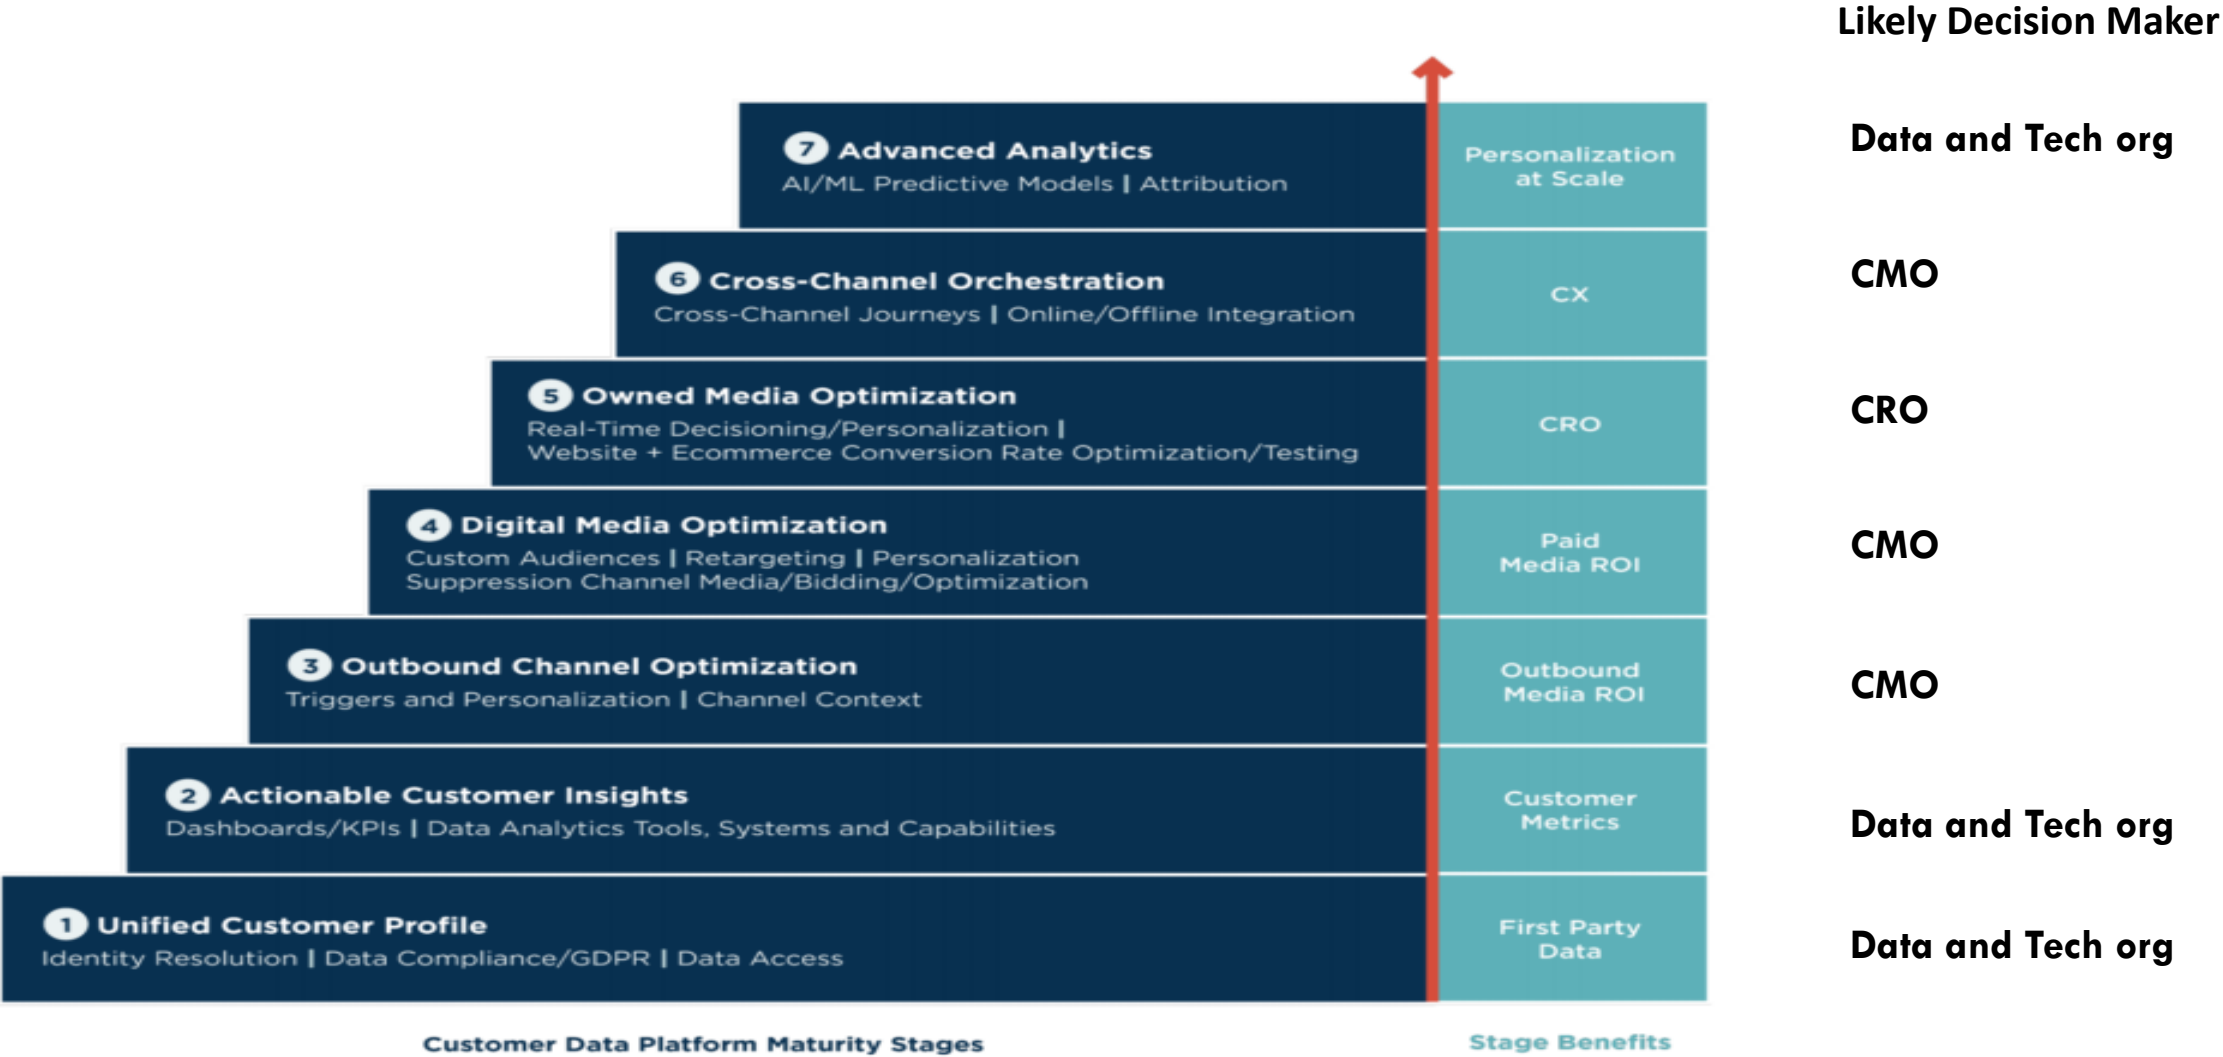 Likely Decision Maker
7 Advanced Analytics
AI/ML Predictive Models | Attribution
Personalization
at Scale
Data and Tech org
6 Cross-Channel Orchestration
Cross-Channel Journeys | Online/Offline Integration
CX
CMO
5 Owned Media Optimization
Real-Time Decisioning/Personalization |
Website + Ecommerce Conversion Rate Optimization/Testing
CRO
CRO
4 Digital Media Optimization
Custom Audiences | Retargeting | Personalization
Suppression Channel Media/Bidding/Optimization
Paid
Media ROI
CMO
3 Outbound Channel Optimization
Triggers and Personalization | Channel Context
Outbound
Media ROI
CMO
2 Actionable Customer Insights
Dashboards/KPIs | Data Analytics Tools, Systems and Capabilities
Customer
Metrics
Data and Tech org
1 Unified Customer Profile
Identity Resolution | Data Compliance/GDPR | Data Access
First Party
Data
Data and Tech org
Customer Data Platform Maturity Stages
Stage Benefits